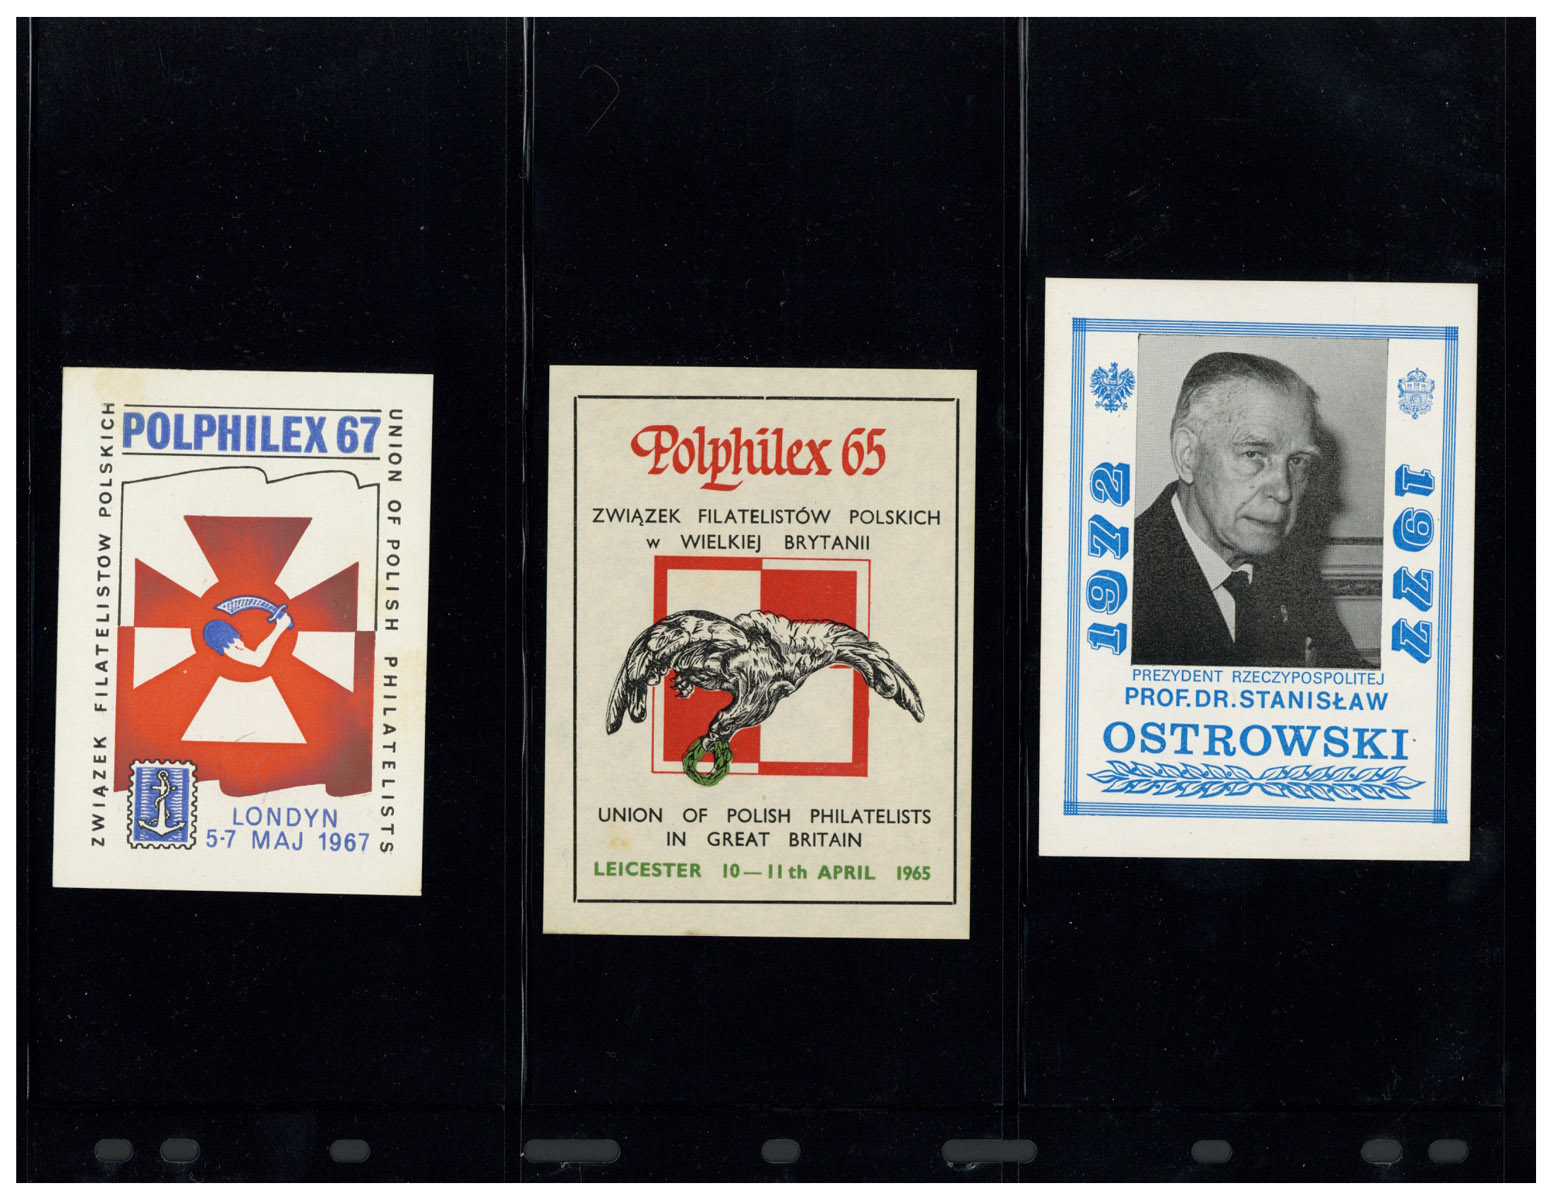 POLPHILEX 67
ZWIĄZEK FILATELISTÓW POLSKICH
UNION OF POLISH PHILATELISTS
LONDYN
5-7 MAJ 1967
Polphilex 65
ZWIĄZEK FILATELISTÓW POLSKICH
w WIELKIEJ BRYTANII
UNION OF POLISH PHILATELISTS
IN GREAT BRITAIN
LEICESTER 10—11th APRIL 1965
1972
1977
PREZYDENT RZECZYPOSPOLITEJ
PROF. DR. STANISŁAW
OSTROWSKI